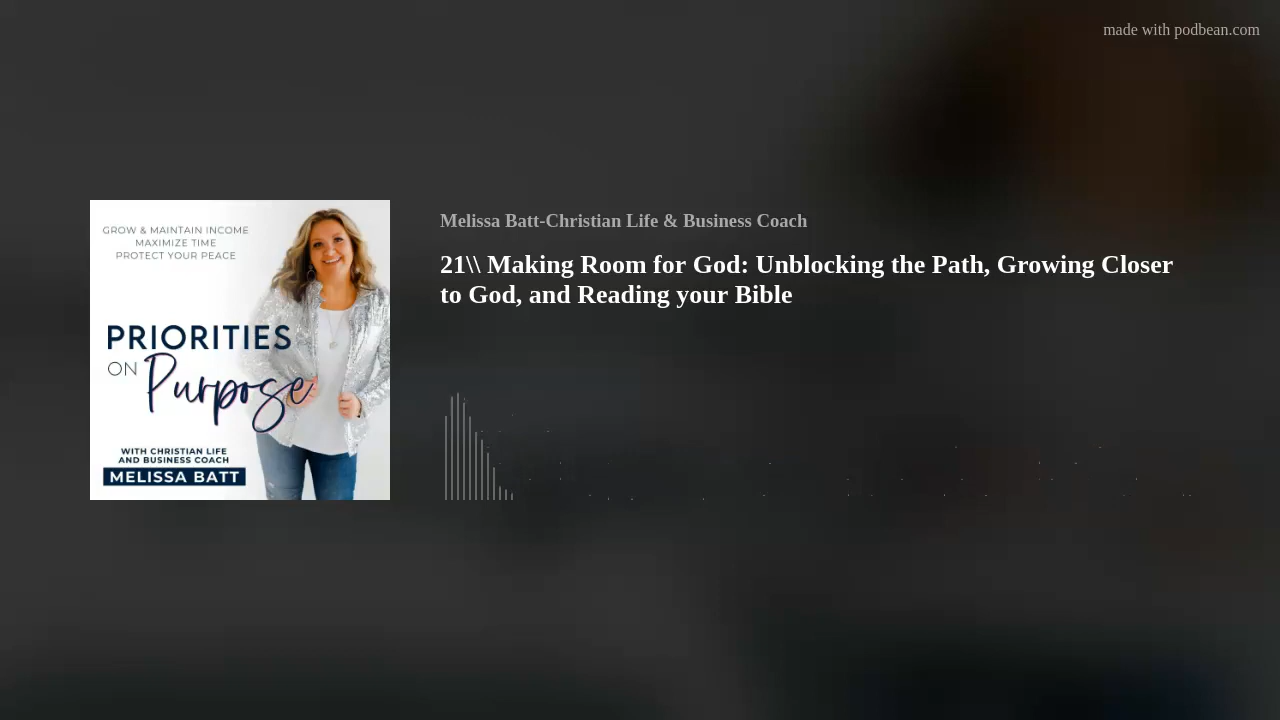 made with podbean.com
GROW & MAINTAIN INCOME
MAXIMIZE TIME
PROTECT YOUR PEACE
PRIORITIES
ON Purpose
WITH CHRISTIAN LIFE
AND BUSINESS COACH
MELISSA BATT
Melissa Batt-Christian Life & Business Coach
21\\ Making Room for God: Unblocking the Path, Growing Closer
to God, and Reading your Bible